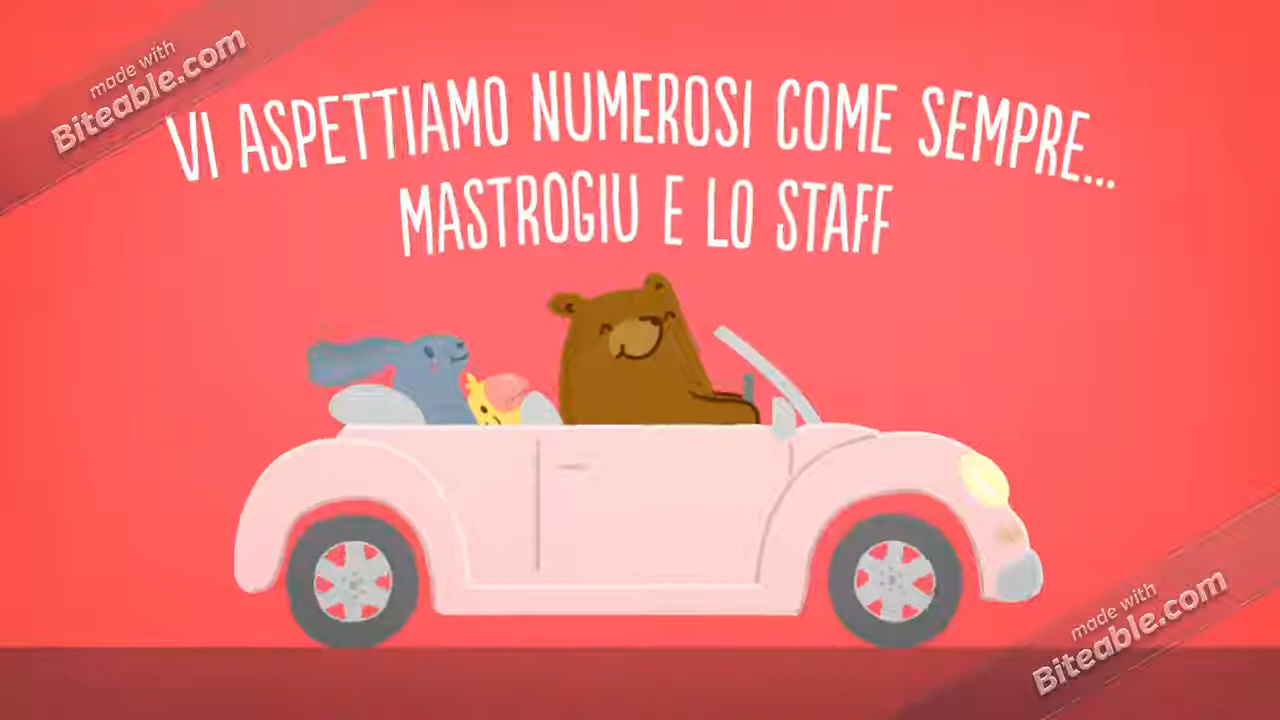 made with
Biteable.com
VI ASPETTIAMO NUMEROSI COME SEMPRE...
MASTROGIU E LO STAFF
made with
Biteable.com